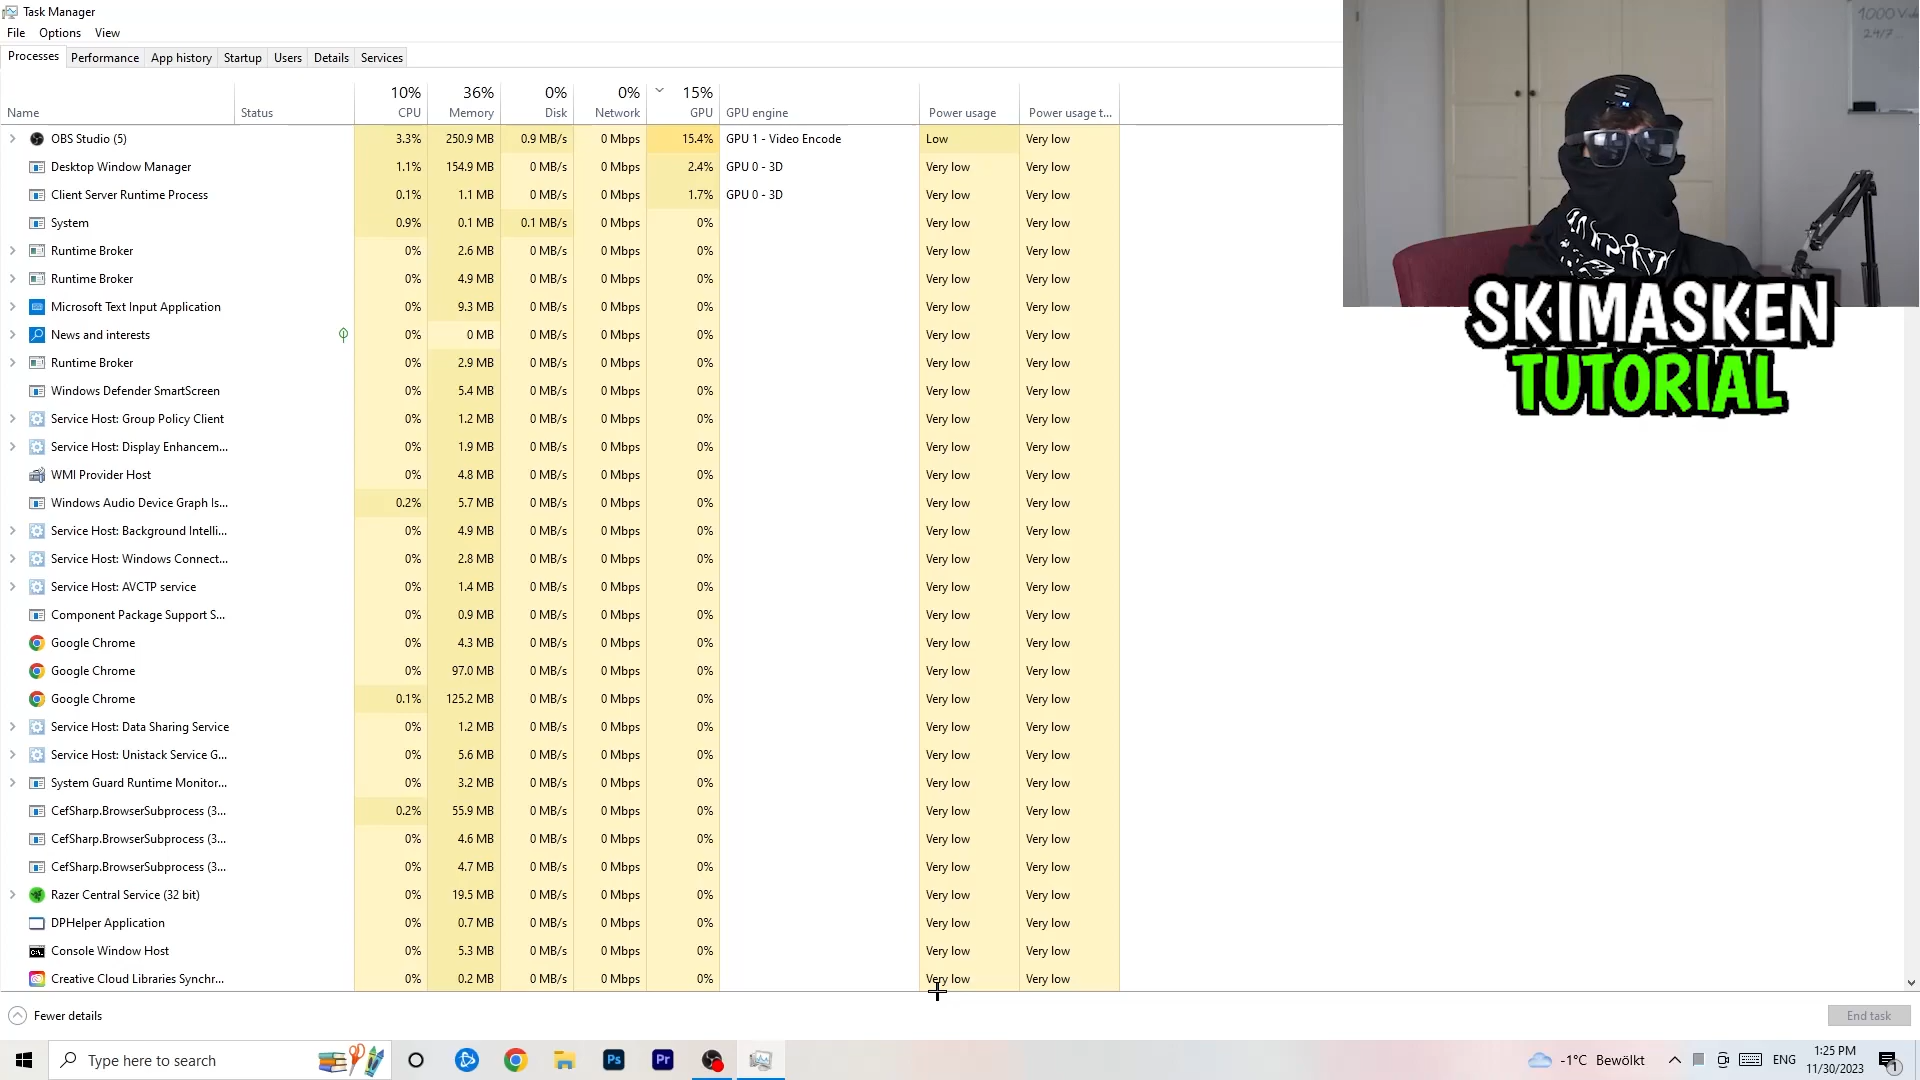 Task Manager
File Options View
Processes Performance App history Startup Users Details Services
10% 36% 0% 0% 15%
Name Status CPU Memory Disk Network GPU GPU engine Power usage Power usage t...
OBS Studio (5) 3.3% 250.9 MB 0.9 MB/s 0 Mbps 15.4% GPU 1 - Video Encode Low Very low
Desktop Window Manager 1.1% 154.9 MB 0 MB/s 0 Mbps 2.4% GPU 0 - 3D Very low Very low
Client Server Runtime Process 0.1% 1.1 MB 0 MB/s 0 Mbps 1.7% GPU 0 - 3D Very low Very low
System 0.9% 0.1 MB 0.1 MB/s 0 Mbps 0% Very low Very low
Runtime Broker 0% 2.6 MB 0 MB/s 0 Mbps 0% Very low Very low
Runtime Broker 0% 4.9 MB 0 MB/s 0 Mbps 0% Very low Very low
Microsoft Text Input Application 0% 9.3 MB 0 MB/s 0 Mbps 0% Very low Very low
News and interests 0% 0 MB 0 MB/s 0 Mbps 0% Very low Very low
Runtime Broker 0% 2.9 MB 0 MB/s 0 Mbps 0% Very low Very low
Windows Defender SmartScreen 0% 5.4 MB 0 MB/s 0 Mbps 0% Very low Very low
Service Host: Group Policy Client 0% 1.2 MB 0 MB/s 0 Mbps 0% Very low Very low
Service Host: Display Enhancem... 0% 1.9 MB 0 MB/s 0 Mbps 0% Very low Very low
WMI Provider Host 0% 4.8 MB 0 MB/s 0 Mbps 0% Very low Very low
Windows Audio Device Graph Is... 0.2% 5.7 MB 0 MB/s 0 Mbps 0% Very low Very low
Service Host: Background Intelli... 0% 4.9 MB 0 MB/s 0 Mbps 0% Very low Very low
Service Host: Windows Connect... 0% 2.8 MB 0 MB/s 0 Mbps 0% Very low Very low
Service Host: AVCTP service 0% 1.4 MB 0 MB/s 0 Mbps 0% Very low Very low
Component Package Support S... 0% 0.9 MB 0 MB/s 0 Mbps 0% Very low Very low
Google Chrome 0% 4.3 MB 0 MB/s 0 Mbps 0% Very low Very low
Google Chrome 0% 97.0 MB 0 MB/s 0 Mbps 0% Very low Very low
Google Chrome 0.1% 125.2 MB 0 MB/s 0 Mbps 0% Very low Very low
Service Host: Data Sharing Service 0% 1.2 MB 0 MB/s 0 Mbps 0% Very low Very low
Service Host: Unistack Service G... 0% 5.6 MB 0 MB/s 0 Mbps 0% Very low Very low
System Guard Runtime Monitor... 0% 3.2 MB 0 MB/s 0 Mbps 0% Very low Very low
CefSharp.BrowserSubprocess (3... 0.2% 55.9 MB 0 MB/s 0 Mbps 0% Very low Very low
CefSharp.BrowserSubprocess (3... 0% 4.6 MB 0 MB/s 0 Mbps 0% Very low Very low
CefSharp.BrowserSubprocess (3... 0% 4.7 MB 0 MB/s 0 Mbps 0% Very low Very low
Razer Central Service (32 bit) 0% 19.5 MB 0 MB/s 0 Mbps 0% Very low Very low
DPHelper Application 0% 0.7 MB 0 MB/s 0 Mbps 0% Very low Very low
Console Window Host 0% 5.3 MB 0 MB/s 0 Mbps 0% Very low Very low
Creative Cloud Libraries Synchr... 0% 0.2 MB 0 MB/s 0 Mbps 0% Very low Very low
1000
24/7
SKIMASKEN
TUTORIAL
Fewer details End task
Type here to search Ps Pr -1°C Bewölkt ENG 1:25 PM
11/30/2023 1